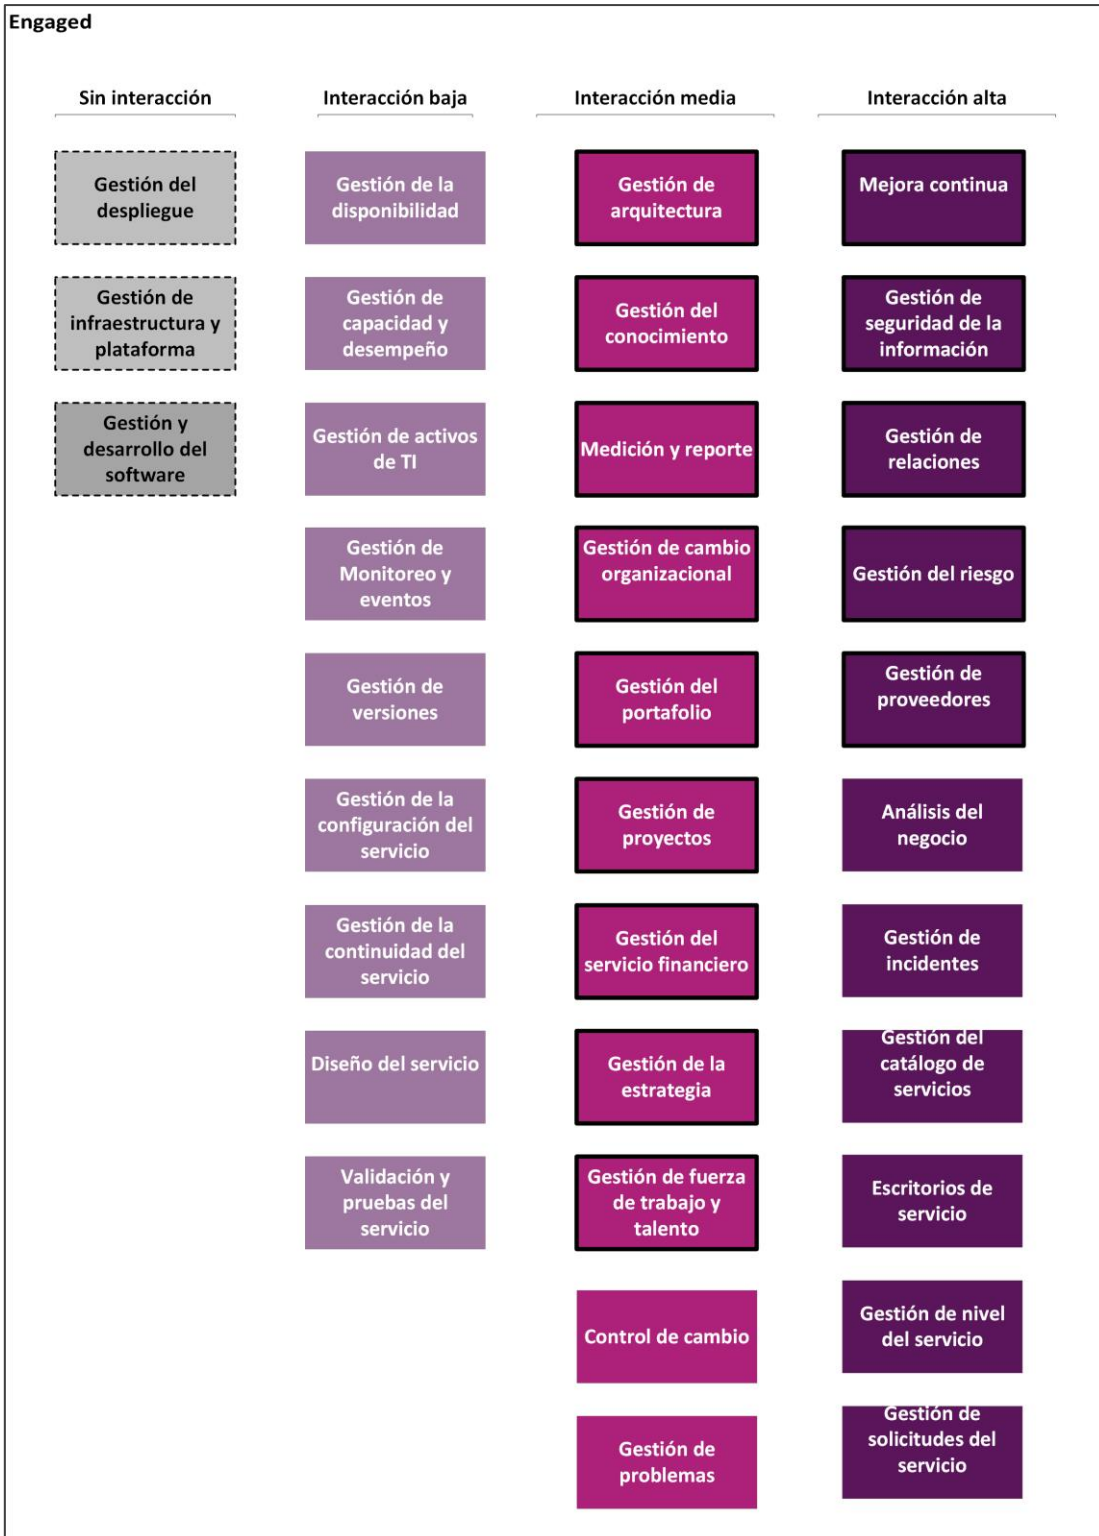 Engaged
Sin interacción
Gestión del
despliegue
Gestión de
infraestructura y
plataforma
Gestión y
desarrollo del
software
Interacción baja
Gestión de la
disponibilidad
Gestión de
capacidad y
desempeño
Gestión de activos
de TI
Gestión de
Monitoreo y
eventos
Gestión de
versiones
Gestión de la
configuración del
servicio
Gestión de la
continuidad del
servicio
Diseño del servicio
Validación y
pruebas del
servicio
Interacción media
Gestión de
arquitectura
Gestión del
conocimiento
Medición y reporte
Gestión de cambio
organizacional
Gestión del
portafolio
Gestión de
proyectos
Gestión del
servicio financiero
Gestión de la
estrategia
Gestión de fuerza
de trabajo y
talento
Control de cambio
Gestión de
problemas
Interacción alta
Mejora continua
Gestión de
seguridad de la
información
Gestión de
relaciones
Gestión del riesgo
Gestión de
proveedores
Análisis del
negocio
Gestión de
incidentes
Gestión del
catálogo de
servicios
Escritorios de
servicio
Gestión de nivel
del servicio
Gestión de
solicitudes del
servicio